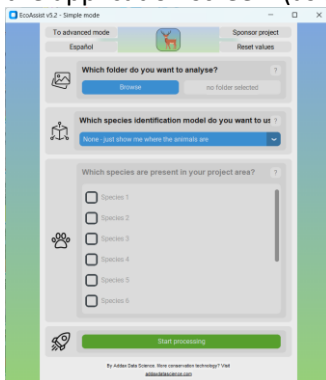 EcoAssist v5.2 - Simple mode
To advanced mode
Sponsor project
Español
Reset values
Which folder do you want to analyse?
?
Browse
no folder selected
Which species identification model do you want to us
?
None - just show me where the animals are
Which species are present in your project area?
?
Species 1
Species 2
Species 3
Species 4
Species 5
Species 6
Start processing
By Addax Data Science. More conservation technology? Visit
addaxdatascience.com